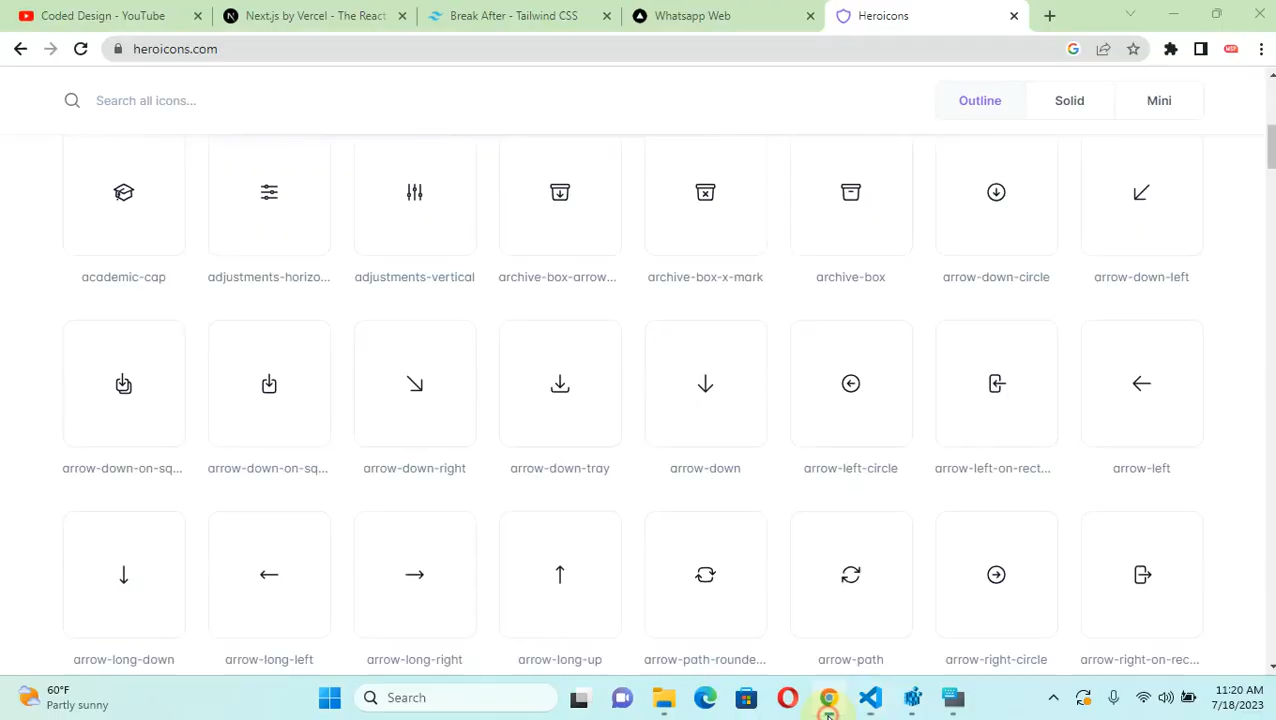 Coded Design - YouTube
Next.js by Vercel - The React
Break After - Tailwind CSS
Whatsapp Web
Heroicons
heroicons.com
Search all icons...
Outline
Solid
Mini
academic-cap
adjustments-horizo...
adjustments-vertical
archive-box-arrow...
archive-box-x-mark
archive-box
arrow-down-circle
arrow-down-left
arrow-down-on-sq...
arrow-down-on-sq...
arrow-down-right
arrow-down-tray
arrow-down
arrow-left-circle
arrow-left-on-rect...
arrow-left
arrow-long-down
arrow-long-left
arrow-long-right
arrow-long-up
arrow-path-rounde...
arrow-path
arrow-right-circle
arrow-right-on-rec...
60°F
Partly sunny
Search
11:20 AM
7/18/2023